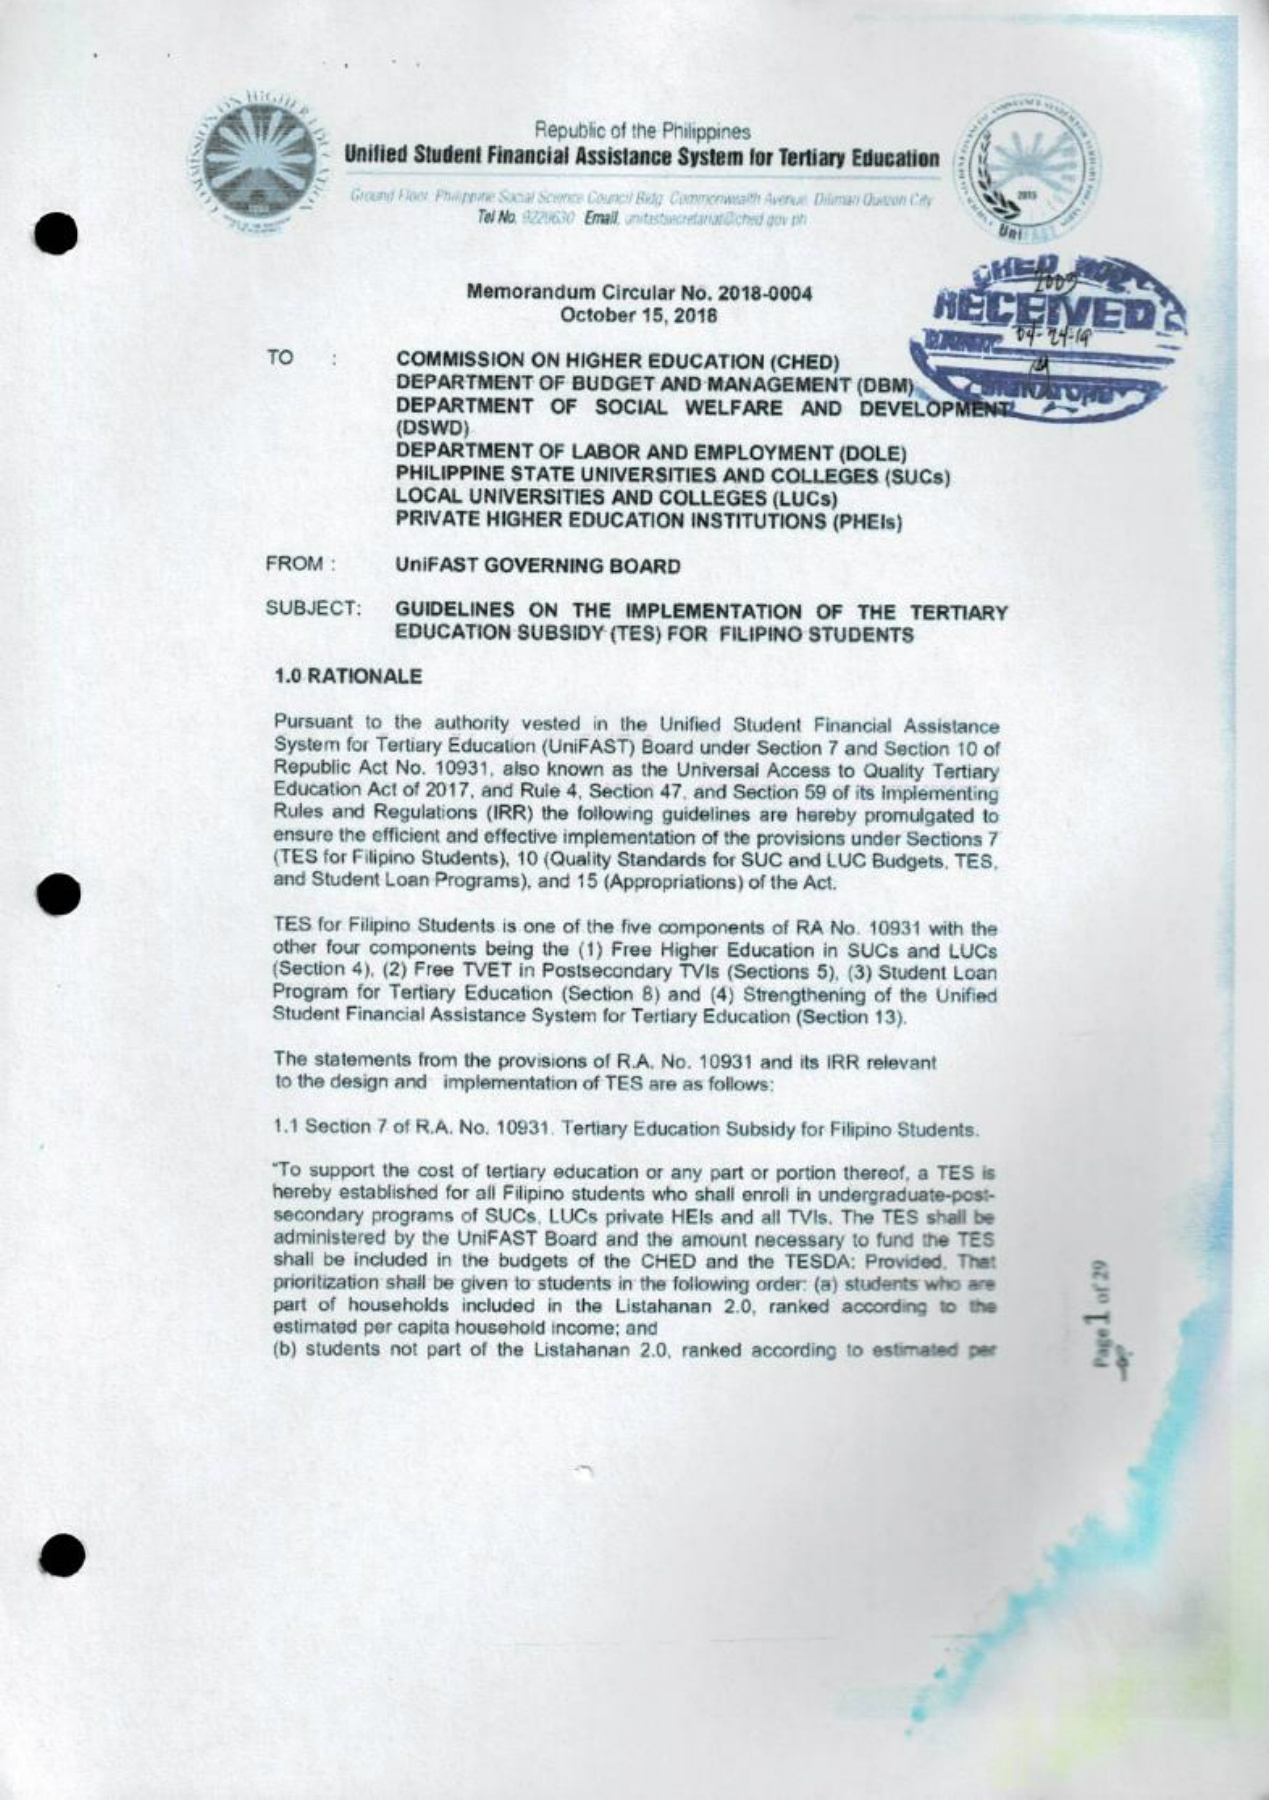 COMMISSION ON HIGHER EDUCATION
Republic of the Philippines
Unified Student Financial Assistance System for Tertiary Education
Ground Floor, Philippine Social Science Council Bldg. Commonwealth Avenue, Diliman Quezon City
Tel No. 9229630 Email. unifastsecretariat@ched.gov.ph
2015
UniFAST
CHED
2009
RECEIVED
04-24-19
Memorandum Circular No. 2018-0004
October 15, 2018
TO :
COMMISSION ON HIGHER EDUCATION (CHED)
DEPARTMENT OF BUDGET AND MANAGEMENT (DBM)
DEPARTMENT OF SOCIAL WELFARE AND DEVELOPMENT
(DSWD)
DEPARTMENT OF LABOR AND EMPLOYMENT (DOLE)
PHILIPPINE STATE UNIVERSITIES AND COLLEGES (SUCs)
LOCAL UNIVERSITIES AND COLLEGES (LUCs)
PRIVATE HIGHER EDUCATION INSTITUTIONS (PHEIs)
FROM : UniFAST GOVERNING BOARD
SUBJECT: GUIDELINES ON THE IMPLEMENTATION OF THE TERTIARY
EDUCATION SUBSIDY (TES) FOR FILIPINO STUDENTS
1.0 RATIONALE
Pursuant to the authority vested in the Unified Student Financial Assistance
System for Tertiary Education (UniFAST) Board under Section 7 and Section 10 of
Republic Act No. 10931, also known as the Universal Access to Quality Tertiary
Education Act of 2017, and Rule 4, Section 47, and Section 59 of its Implementing
Rules and Regulations (IRR) the following guidelines are hereby promulgated to
ensure the efficient and effective implementation of the provisions under Sections 7
(TES for Filipino Students), 10 (Quality Standards for SUC and LUC Budgets, TES,
and Student Loan Programs), and 15 (Appropriations) of the Act.
TES for Filipino Students is one of the five components of RA No. 10931 with the
other four components being the (1) Free Higher Education in SUCs and LUCs
(Section 4), (2) Free TVET in Postsecondary TVIs (Sections 5), (3) Student Loan
Program for Tertiary Education (Section 8) and (4) Strengthening of the Unified
Student Financial Assistance System for Tertiary Education (Section 13).
The statements from the provisions of R.A. No. 10931 and its IRR relevant
to the design and implementation of TES are as follows:
1.1 Section 7 of R.A. No. 10931. Tertiary Education Subsidy for Filipino Students.
"To support the cost of tertiary education or any part or portion thereof, a TES is
hereby established for all Filipino students who shall enroll in undergraduate-post-
secondary programs of SUCs, LUCs private HEIs and all TVIs. The TES shall be
administered by the UniFAST Board and the amount necessary to fund the TES
shall be included in the budgets of the CHED and the TESDA: Provided, That
prioritization shall be given to students in the following order: (a) students who are
part of households included in the Listahanan 2.0, ranked according to the
estimated per capita household income; and
(b) students not part of the Listahanan 2.0, ranked according to estimated per
Page 1 of 29